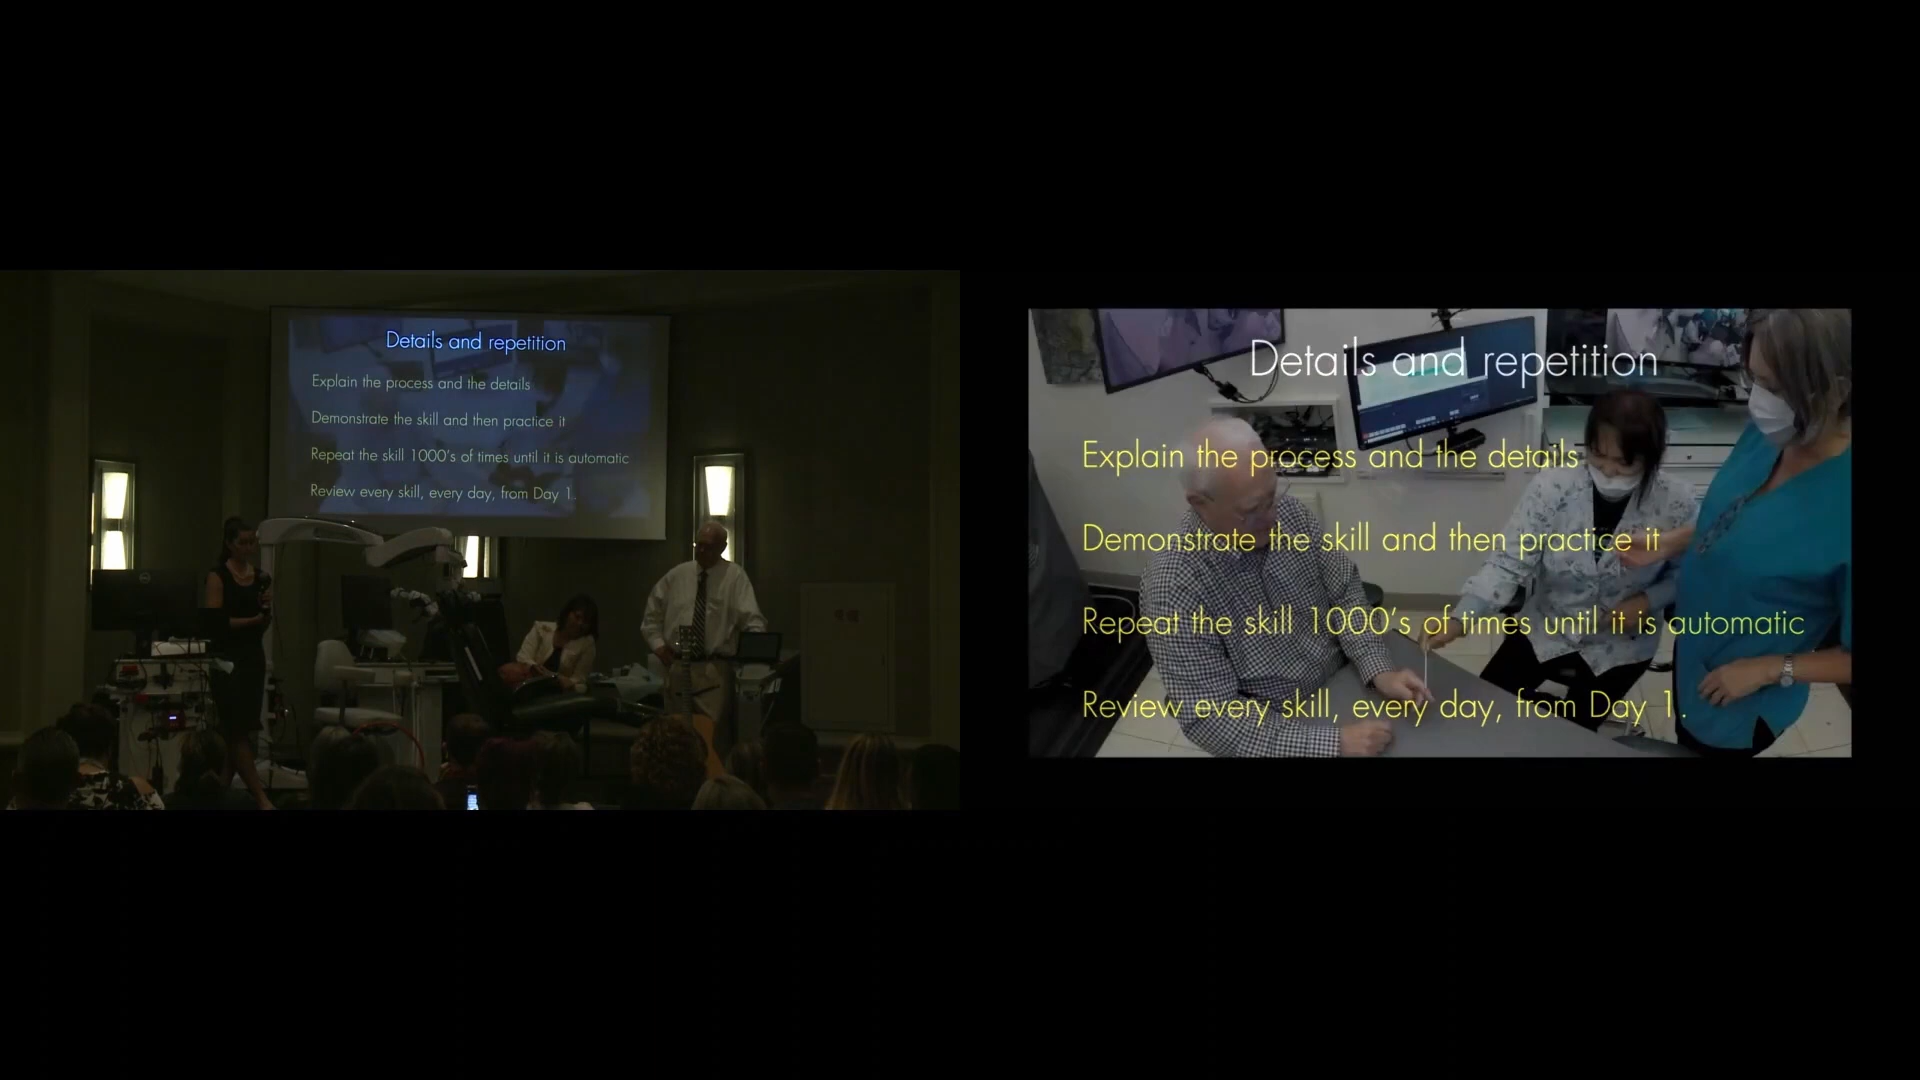 Details and repetition
Explain the process and the details
Demonstrate the skill and then practice it
Repeat the skill 1000's of times until it is automatic
Review every skill, every day, from Day 1.
Details and repetition
Explain the process and the details
Demonstrate the skill and then practice it
Repeat the skill 1000's of times until it is automatic
Review every skill, every day, from Day 1.